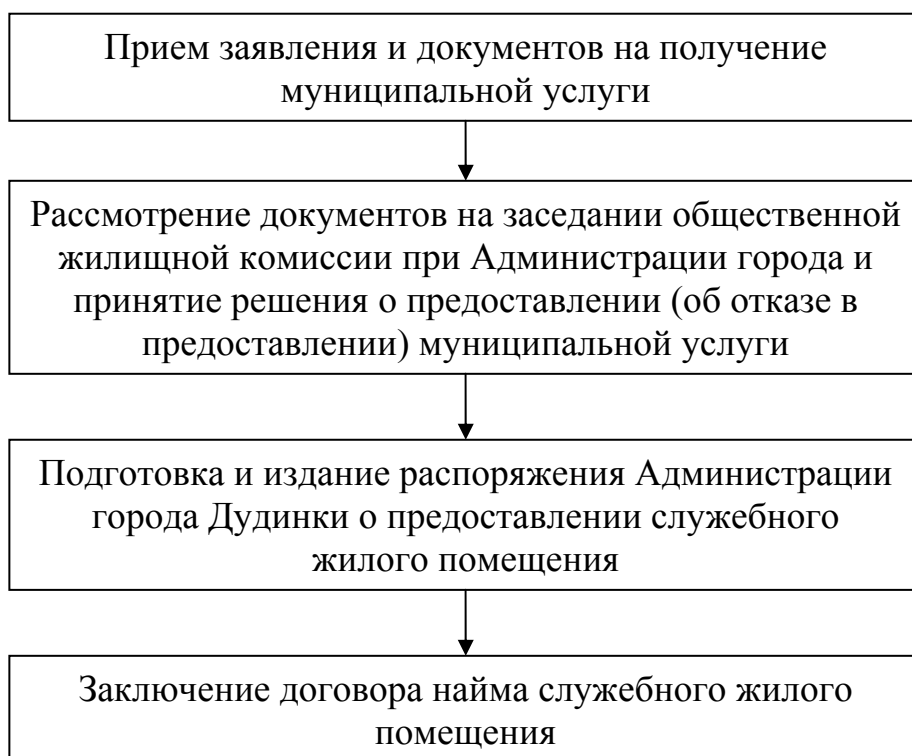 Прием заявления и документов на получение
муниципальной услуги
Рассмотрение документов на заседании общественной
жилищной комиссии при Администрации города и
принятие решения о предоставлении (об отказе в
предоставлении) муниципальной услуги
Подготовка и издание распоряжения Администрации
города Дудинки о предоставлении служебного
жилого помещения
Заключение договора найма служебного жилого
помещения